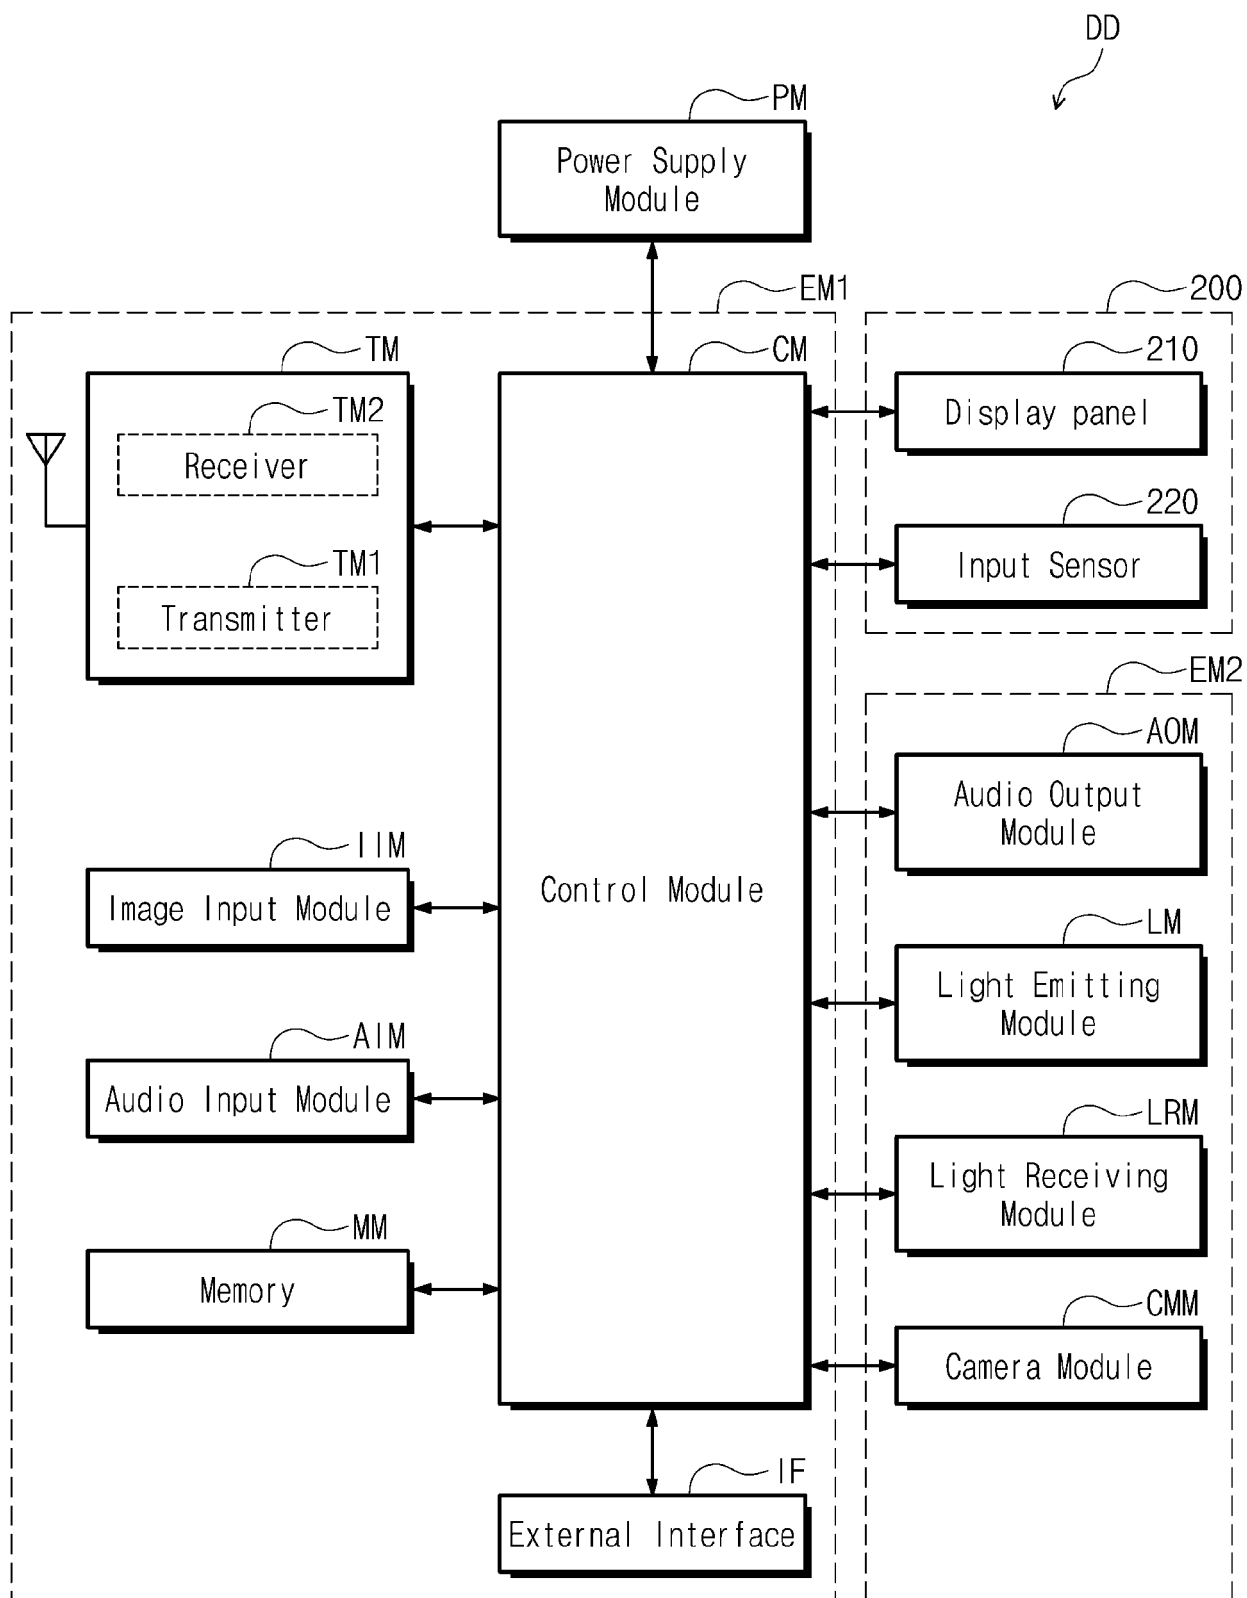 DD
PM
Power Supply
Module
EM1
200
TM
CM
210
TM2
Receiver
Display panel
220
TM1
Transmitter
Input Sensor
EM2
AOM
Audio Output
Module
IIM
Image Input Module
Control Module
LM
Light Emitting
Module
AIM
Audio Input Module
LRM
Light Receiving
Module
MM
Memory
CMM
Camera Module
IF
External Interface